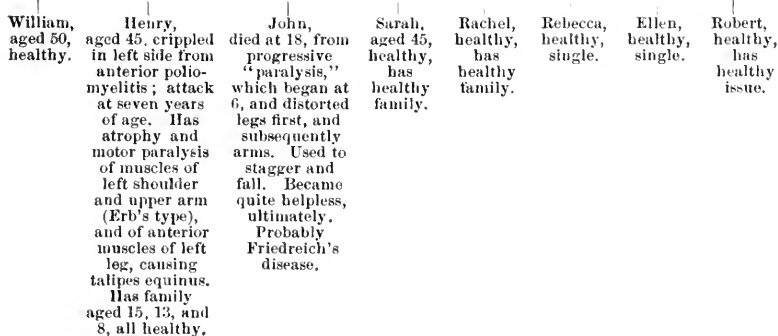 William,
aged 50,
healthy.
Henry,
aged 45, crippled
in left side from
anterior polio-
myelitis; attack
at seven years
of age. Has
atrophy and
motor paralysis
of muscles of
left shoulder
and upper arm
(Erb's type),
and of anterior
muscles of left
leg, causing
talipes equinus.
Has family
aged 15, 13, and
8, all healthy.
John,
died at 18, from
progressive
"paralysis,"
which began at
6, and distorted
legs first, and
subsequently
arms. Used to
stagger and
fall. Became
quite helpless,
ultimately.
Probably
Friedreich's
disease.
Sarah,
aged 45,
healthy,
has
healthy
family.
Rachel,
healthy,
has
healthy
family.
Rebecca,
healthy,
single.
Ellen,
healthy,
single.
Robert,
healthy,
has
healthy
issue.